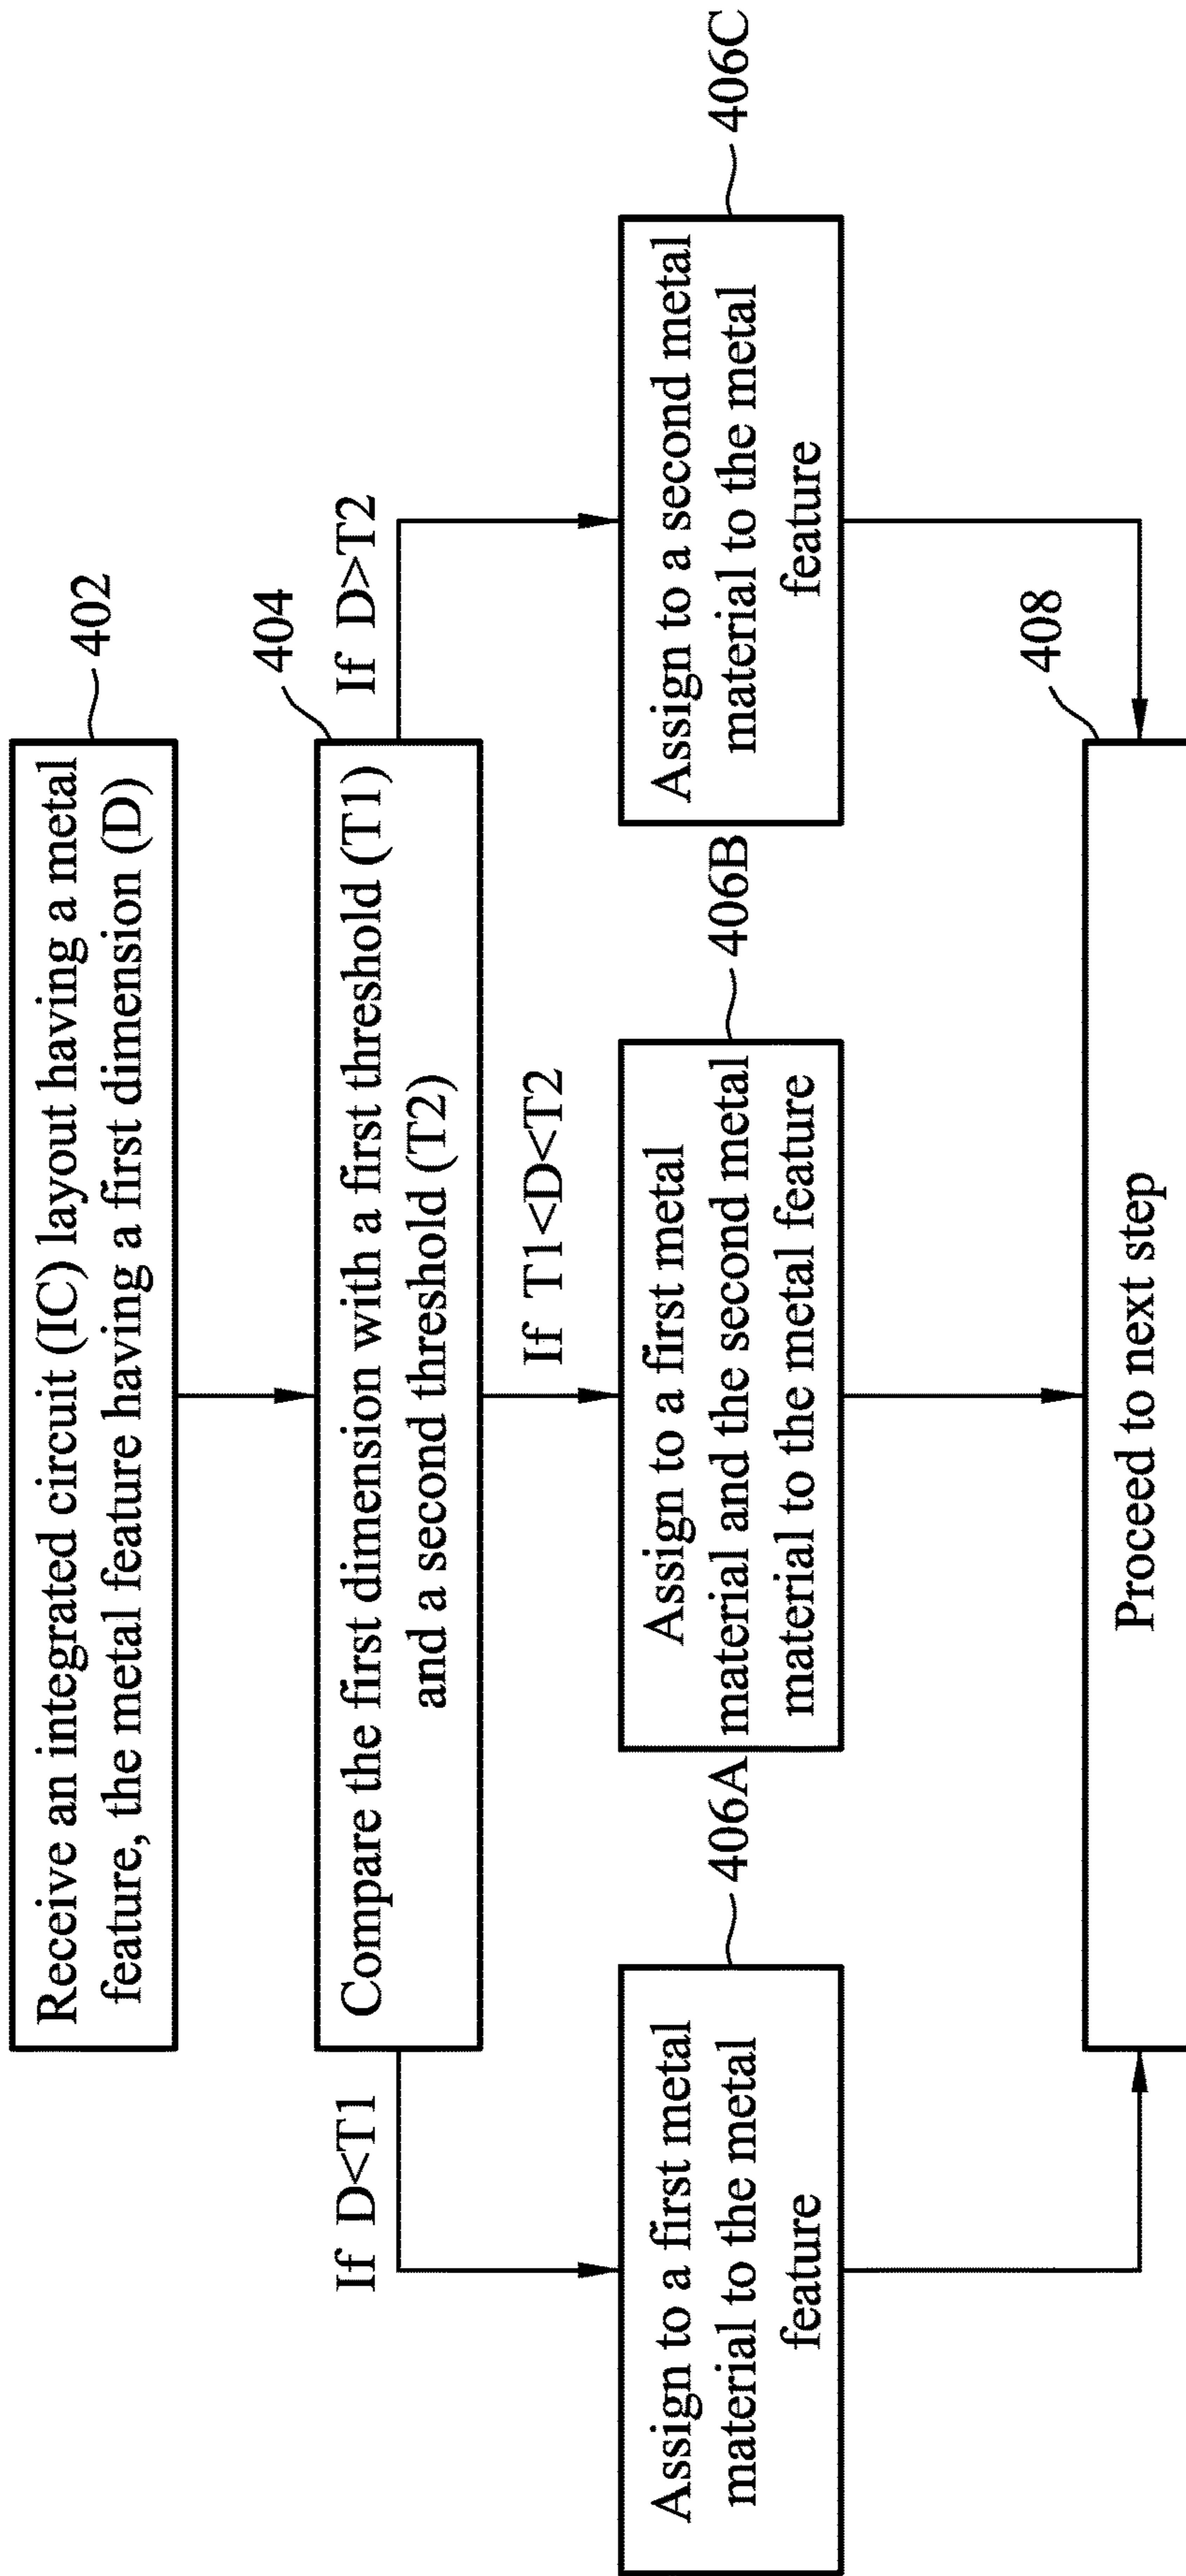 Receive an integrated circuit (IC) layout having a metal
feature, the metal feature having a first dimension (D)
402
Compare the first dimension with a first threshold (T1)
and a second threshold (T2)
404
If D<T1
If T1<D<T2
If D>T2
Assign to a first metal
material to the metal
feature
406A
Assign to a first metal
material and the second metal
material to the metal feature
406B
Assign to a second metal
material to the metal
feature
406C
Proceed to next step
408